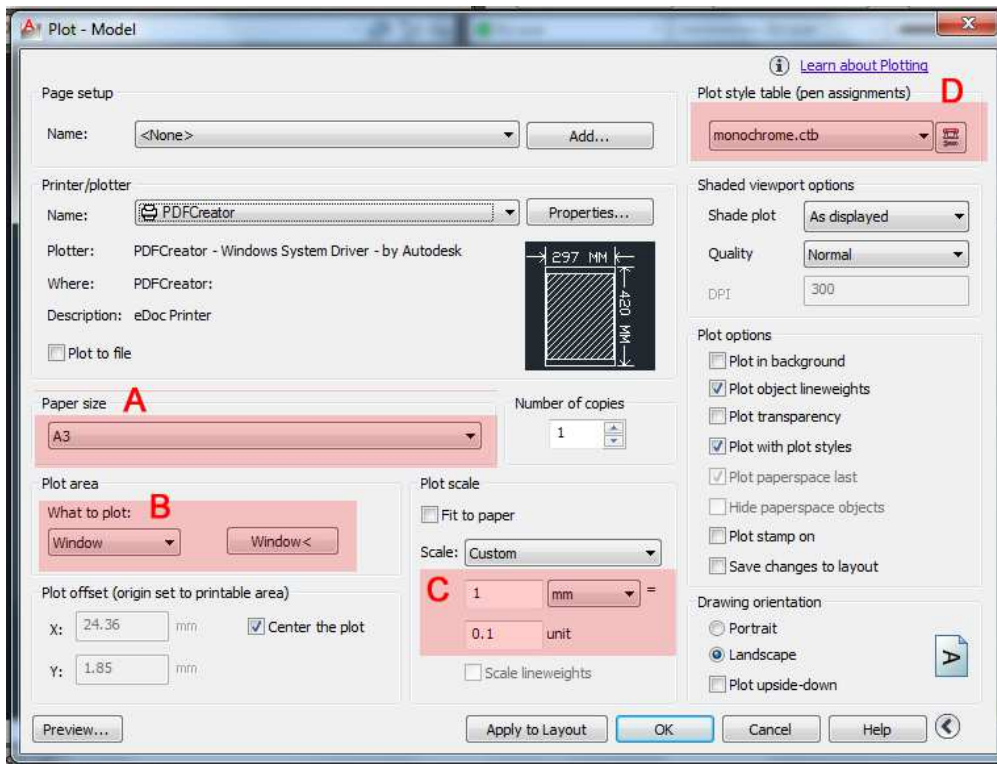 Plot - Model
Learn about Plotting
Page setup
Name: <None> Add...
Plot style table (pen assignments) D
monochrome.ctb
Printer/plotter
Name: PDFCreator Properties...
Plotter: PDFCreator - Windows System Driver - by Autodesk
Where: PDFCreator:
Description: eDoc Printer
Plot to file
297 MM
420 MM
Shaded viewport options
Shade plot As displayed
Quality Normal
DPI 300
Paper size A
A3
Number of copies
1
Plot area
What to plot: B
Window Window<
Plot offset (origin set to printable area)
X: 24.36 mm Center the plot
Y: 1.85 mm
Plot scale
Fit to paper
Scale: Custom
C 1 mm =
0.1 unit
Scale lineweights
Plot options
Plot in background
Plot object lineweights
Plot transparency
Plot with plot styles
Plot paperspace last
Hide paperspace objects
Plot stamp on
Save changes to layout
Drawing orientation
Portrait
Landscape
Plot upside-down
A
Preview... Apply to Layout OK Cancel Help